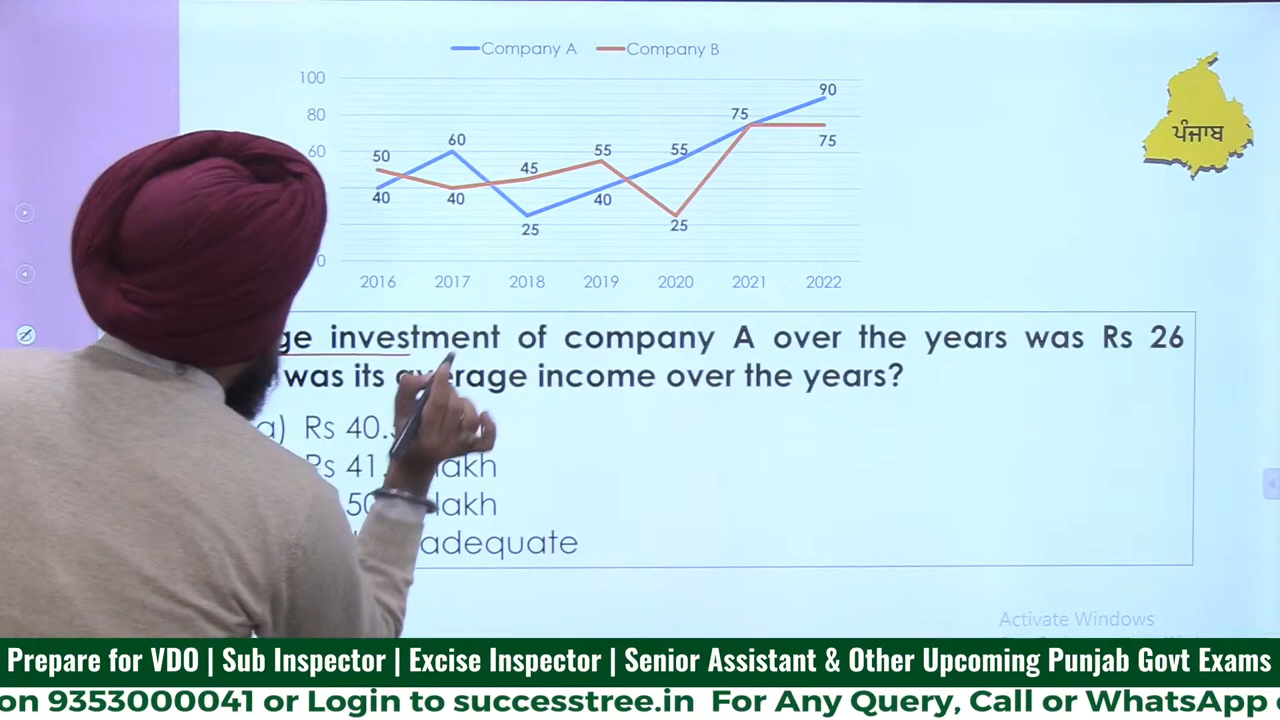 Company A Company B
100
80
60
0
50 60 45 55 55 75 90
40 40 25 40 25 75
2016 2017 2018 2019 2020 2021 2022
ਪੰਜਾਬ
investment of company A over the years was Rs 26
was its average income over the years?
a) Rs 40.
Rs 41. lakh
50 lakh
adequate
Activate Windows
Prepare for VDO | Sub Inspector | Excise Inspector | Senior Assistant & Other Upcoming Punjab Govt Exams
on 9353000041 or Login to successtree.in For Any Query, Call or WhatsApp